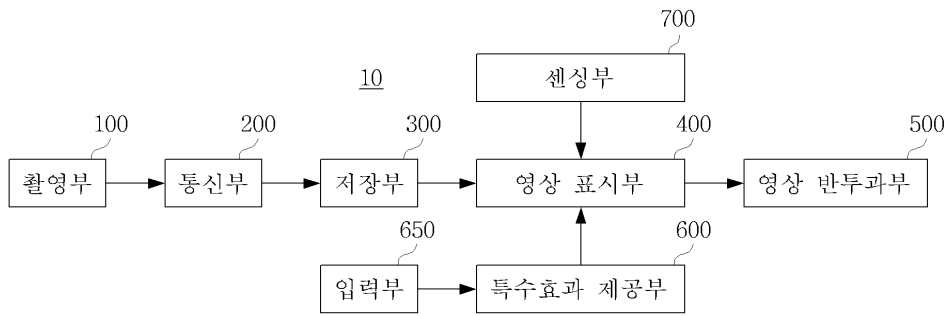 700
센싱부
10
100
200
300
400
500
촬영부
통신부
저장부
영상 표시부
영상 반투과부
650
600
입력부
특수효과 제공부